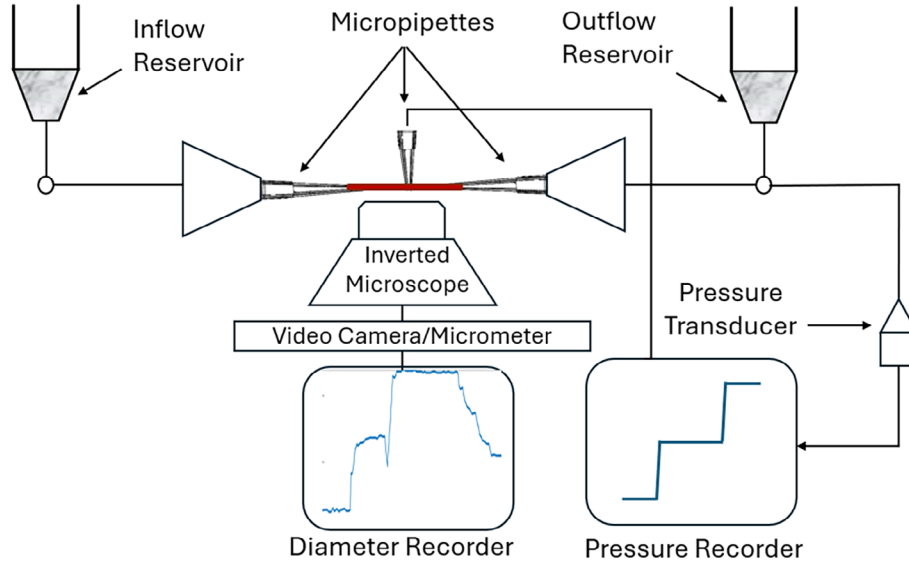 Inflow
Reservoir
Micropipettes
Outflow
Reservoir
Inverted
Microscope
Pressure
Transducer
Video Camera/Micrometer
Diameter Recorder
Pressure Recorder